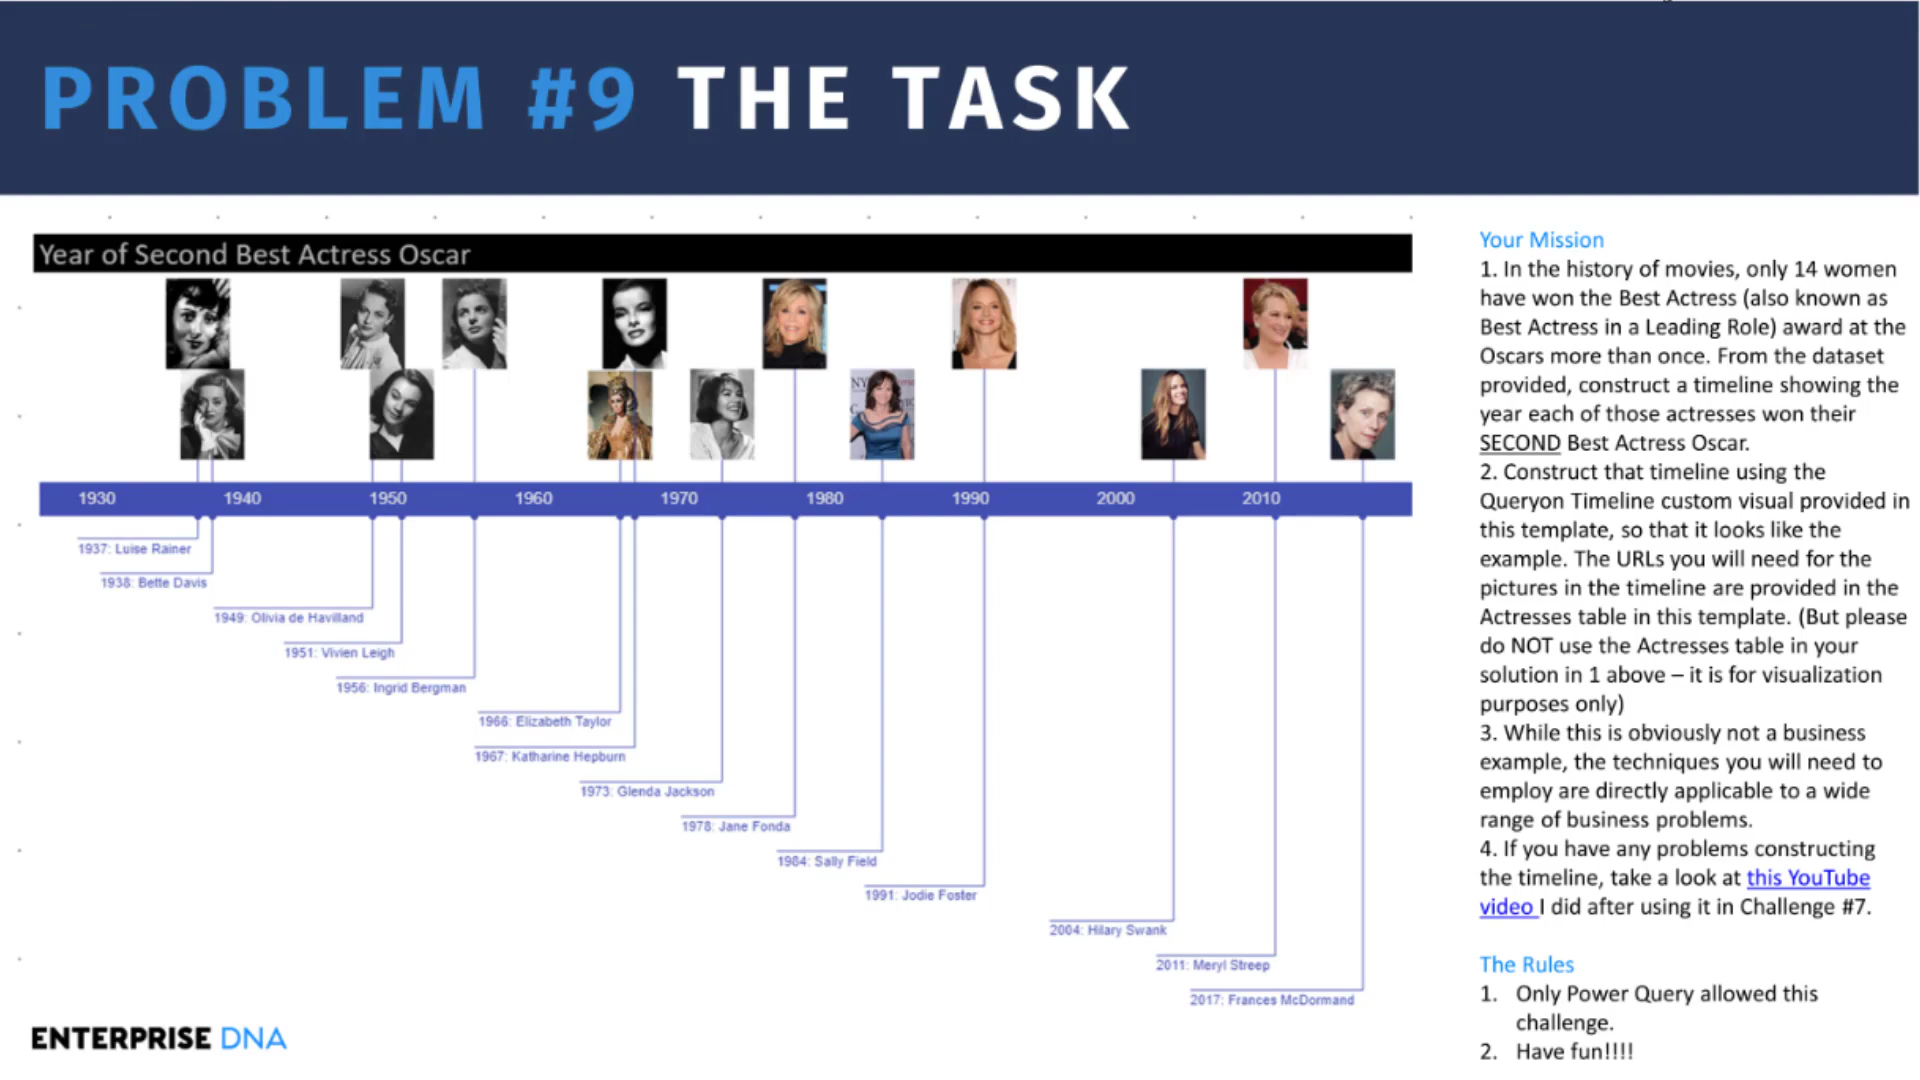 PROBLEM #9 THE TASK
Year of Second Best Actress Oscar
1930 1940 1950 1960 1970 1980 1990 2000 2010
1937: Luise Rainer
1938: Bette Davis
1949: Olivia de Havilland
1951: Vivien Leigh
1956: Ingrid Bergman
1966: Elizabeth Taylor
1967: Katharine Hepburn
1973: Glenda Jackson
1978: Jane Fonda
1984: Sally Field
1991: Jodie Foster
2004: Hilary Swank
2011: Meryl Streep
2017: Frances McDormand
ENTERPRISE DNA
Your Mission
1. In the history of movies, only 14 women
have won the Best Actress (also known as
Best Actress in a Leading Role) award at the
Oscars more than once. From the dataset
provided, construct a timeline showing the
year each of those actresses won their
SECOND Best Actress Oscar.
2. Construct that timeline using the
Queryon Timeline custom visual provided in
this template, so that it looks like the
example. The URLs you will need for the
pictures in the timeline are provided in the
Actresses table in this template. (But please
do NOT use the Actresses table in your
solution in 1 above – it is for visualization
purposes only)
3. While this is obviously not a business
example, the techniques you will need to
employ are directly applicable to a wide
range of business problems.
4. If you have any problems constructing
the timeline, take a look at this YouTube
video I did after using it in Challenge #7.
The Rules
1. Only Power Query allowed this
challenge.
2. Have fun!!!!